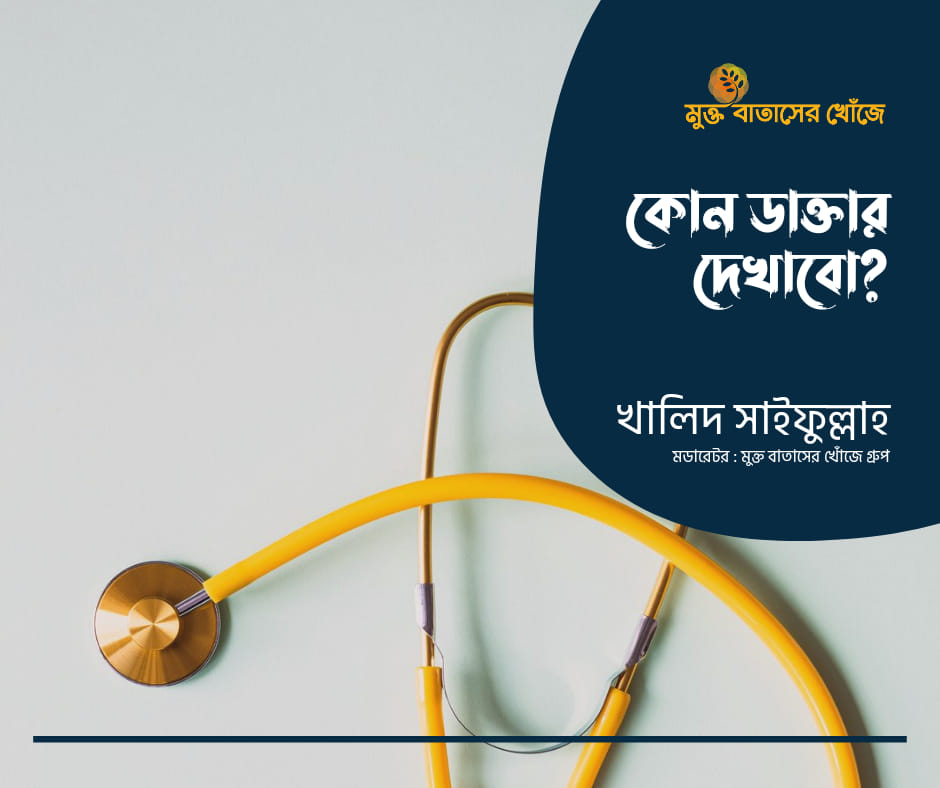 মুক্ত বাতাসের খোঁজে
কোন ডাক্তার
দেখাবো?
খালিদ সাইফুল্লাহ
মডারেটর : মুক্ত বাতাসের খোঁজে গ্রুপ